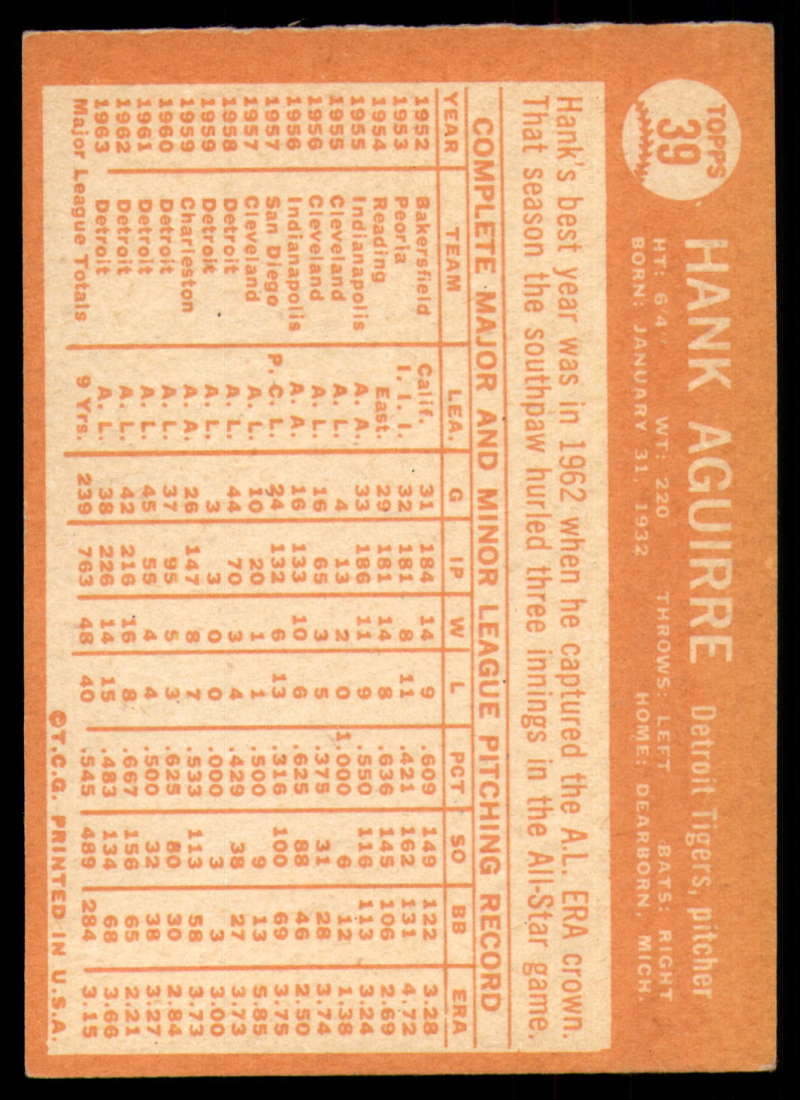 TOPPS
39
HANK AGUIRRE Detroit Tigers, pitcher
HT: 6'4" WT: 220 THROWS: LEFT BATS: RIGHT
BORN: JANUARY 31, 1932 HOME: DEARBORN, MICH.
Hank's best year was in 1962 when he captured the A.L. ERA crown.
That season the southpaw hurled three innings in the All-Star game.
COMPLETE MAJOR AND MINOR LEAGUE PITCHING RECORD
YEAR TEAM LEA. G IP W L PCT SO BB ERA
1952 Bakersfield Calif. 31 184 14 9 .609 149 122 3.28
1953 Peoria I. I. I. 32 181 8 11 .421 162 131 4.72
1954 Reading East. 29 181 14 8 .636 145 106 2.69
1955 Indianapolis A. A. 33 186 11 9 .550 116 113 3.24
1955 Cleveland A. L. 4 13 2 0 1.000 6 12 1.38
1956 Cleveland A. L. 16 65 3 5 .375 31 28 3.74
1956 Indianapolis A. A. 16 133 10 6 .625 88 46 2.50
1957 San Diego P. C. L. 24 132 6 13 .316 100 69 3.75
1957 Cleveland A. L. 10 20 1 1 .500 9 13 5.85
1958 Detroit A. L. 44 70 3 4 .429 38 27 3.73
1959 Detroit A. L. 3 3 0 0 .000 3 3 3.00
1959 Charleston A. A. 26 147 8 7 .533 113 58 3.73
1960 Detroit A. L. 37 95 5 3 .625 80 30 2.84
1961 Detroit A. L. 45 55 4 4 .500 32 38 3.27
1962 Detroit A. L. 42 216 16 8 .667 156 65 2.21
1963 Detroit A. L. 38 226 14 15 .483 134 68 3.66
Major League Totals 9 Yrs. 239 763 48 40 .545 489 284 3.15
©T.C.G. PRINTED IN U.S.A.